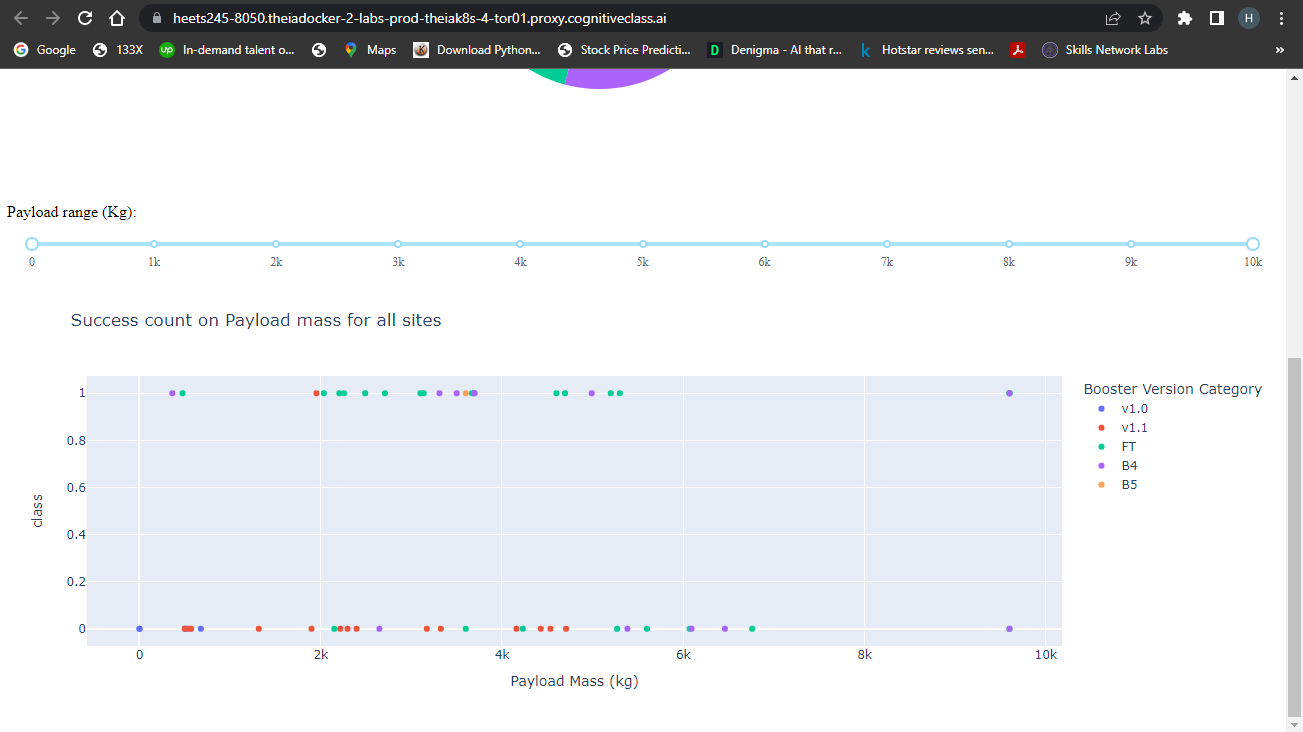 heets245-8050.theiadocker-2-labs-prod-theiak8s-4-tor01.proxy.cognitiveclass.ai
H
Google 133X In-demand talent o... Maps Download Python... Stock Price Predicti... Denigma - AI that r... Hotstar reviews sen... Skills Network Labs »
Payload range (Kg):
0 1k 2k 3k 4k 5k 6k 7k 8k 9k 10k
Success count on Payload mass for all sites
1
0.8
0.6
0.4
0.2
0
class
0 2k 4k 6k 8k 10k
Payload Mass (kg)
Booster Version Category
v1.0
v1.1
FT
B4
B5